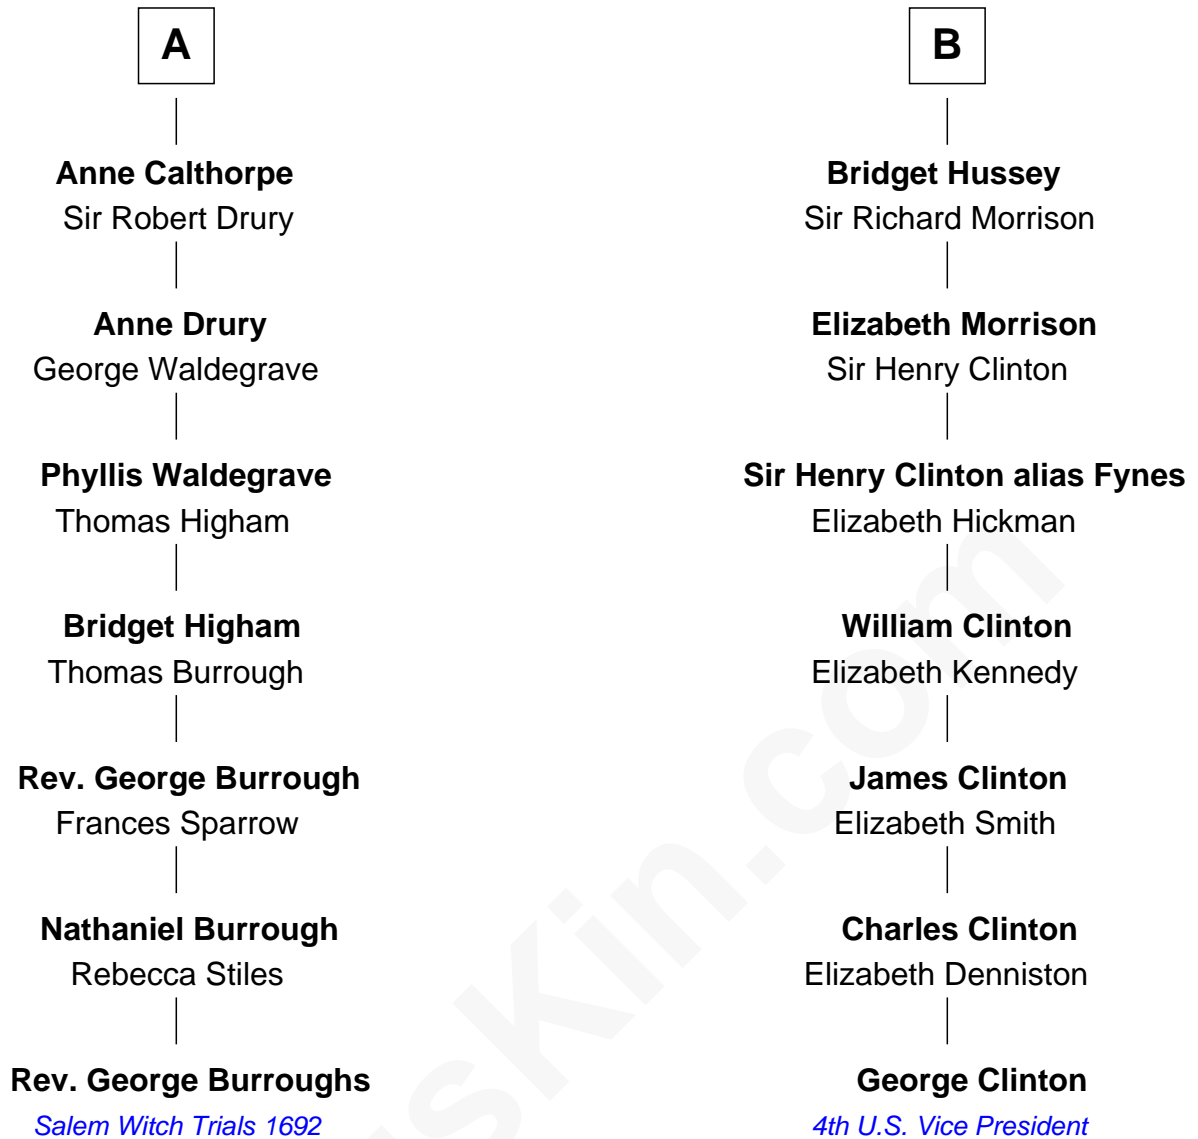 A
Anne Calthorpe
Sir Robert Drury
Anne Drury
George Waldegrave
Phyllis Waldegrave
Thomas Higham
Bridget Higham
Thomas Burrough
Rev. George Burrough
Frances Sparrow
Nathaniel Burrough
Rebecca Stiles
Rev. George Burroughs
Salem Witch Trials 1692
B
Bridget Hussey
Sir Richard Morrison
Elizabeth Morrison
Sir Henry Clinton
Sir Henry Clinton alias Fynes
Elizabeth Hickman
William Clinton
Elizabeth Kennedy
James Clinton
Elizabeth Smith
Charles Clinton
Elizabeth Denniston
George Clinton
4th U.S. Vice President